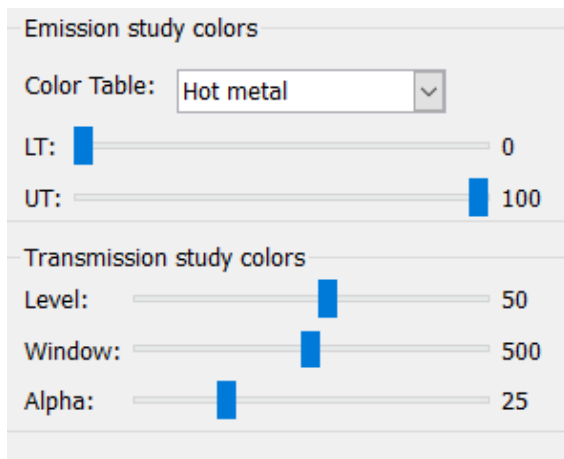 Emission study colors
Color Table: Hot metal
LT: 0
UT: 100
Transmission study colors
Level: 50
Window: 500
Alpha: 25